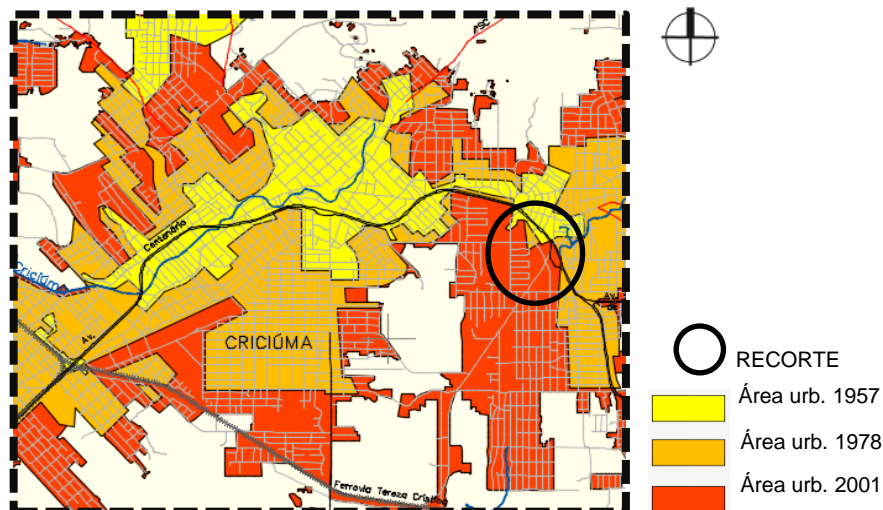 Centenário
Criciúma
Av.
CRICIÚMA
Av.
Ferrovia Tereza Cristina
RECORTE
Área urb. 1957
Área urb. 1978
Área urb. 2001